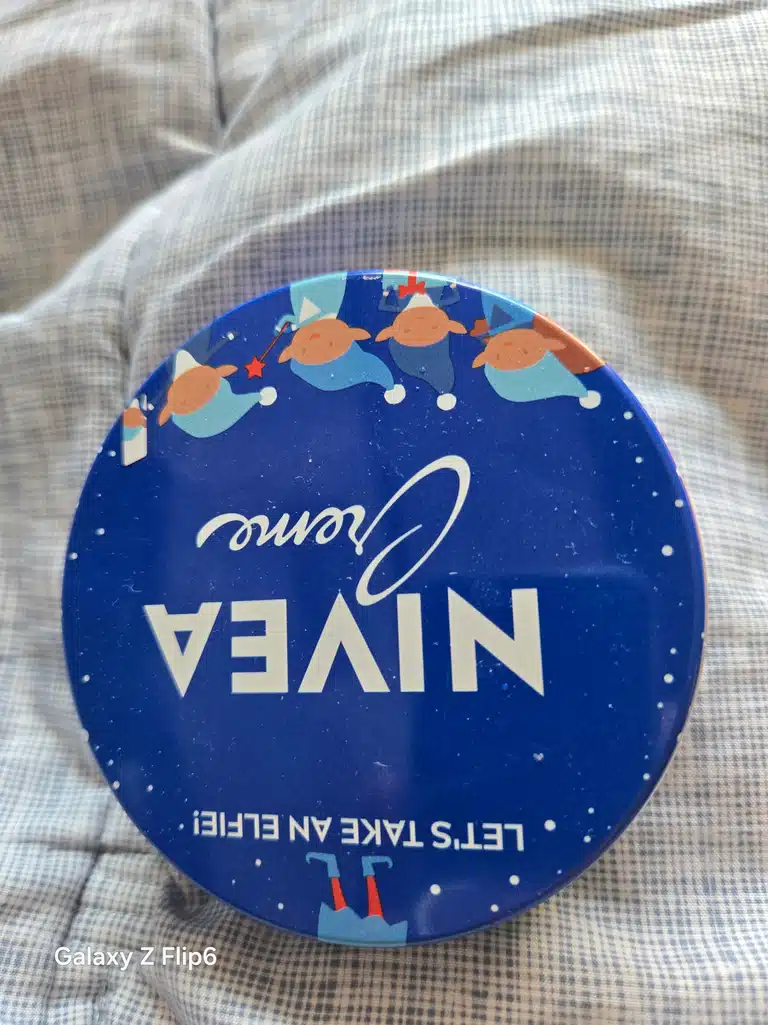 LET'S TAKE AN ELFIE!
NIVEA
Creme
Galaxy Z Flip6